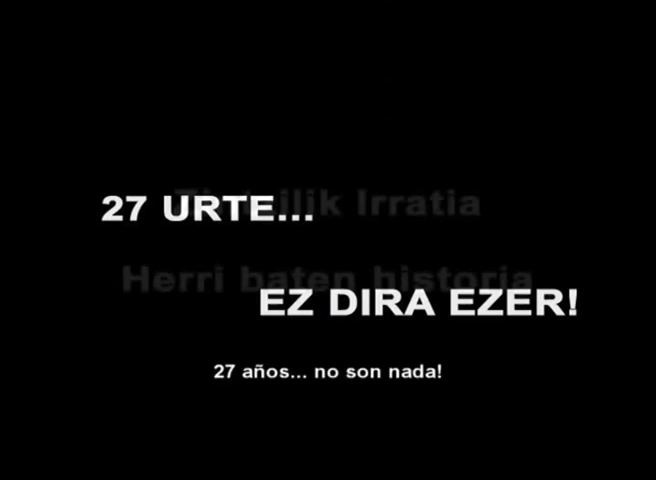 27 URTE...
Irratia
Herri baten historia
EZ DIRA EZER!
27 años... no son nada!